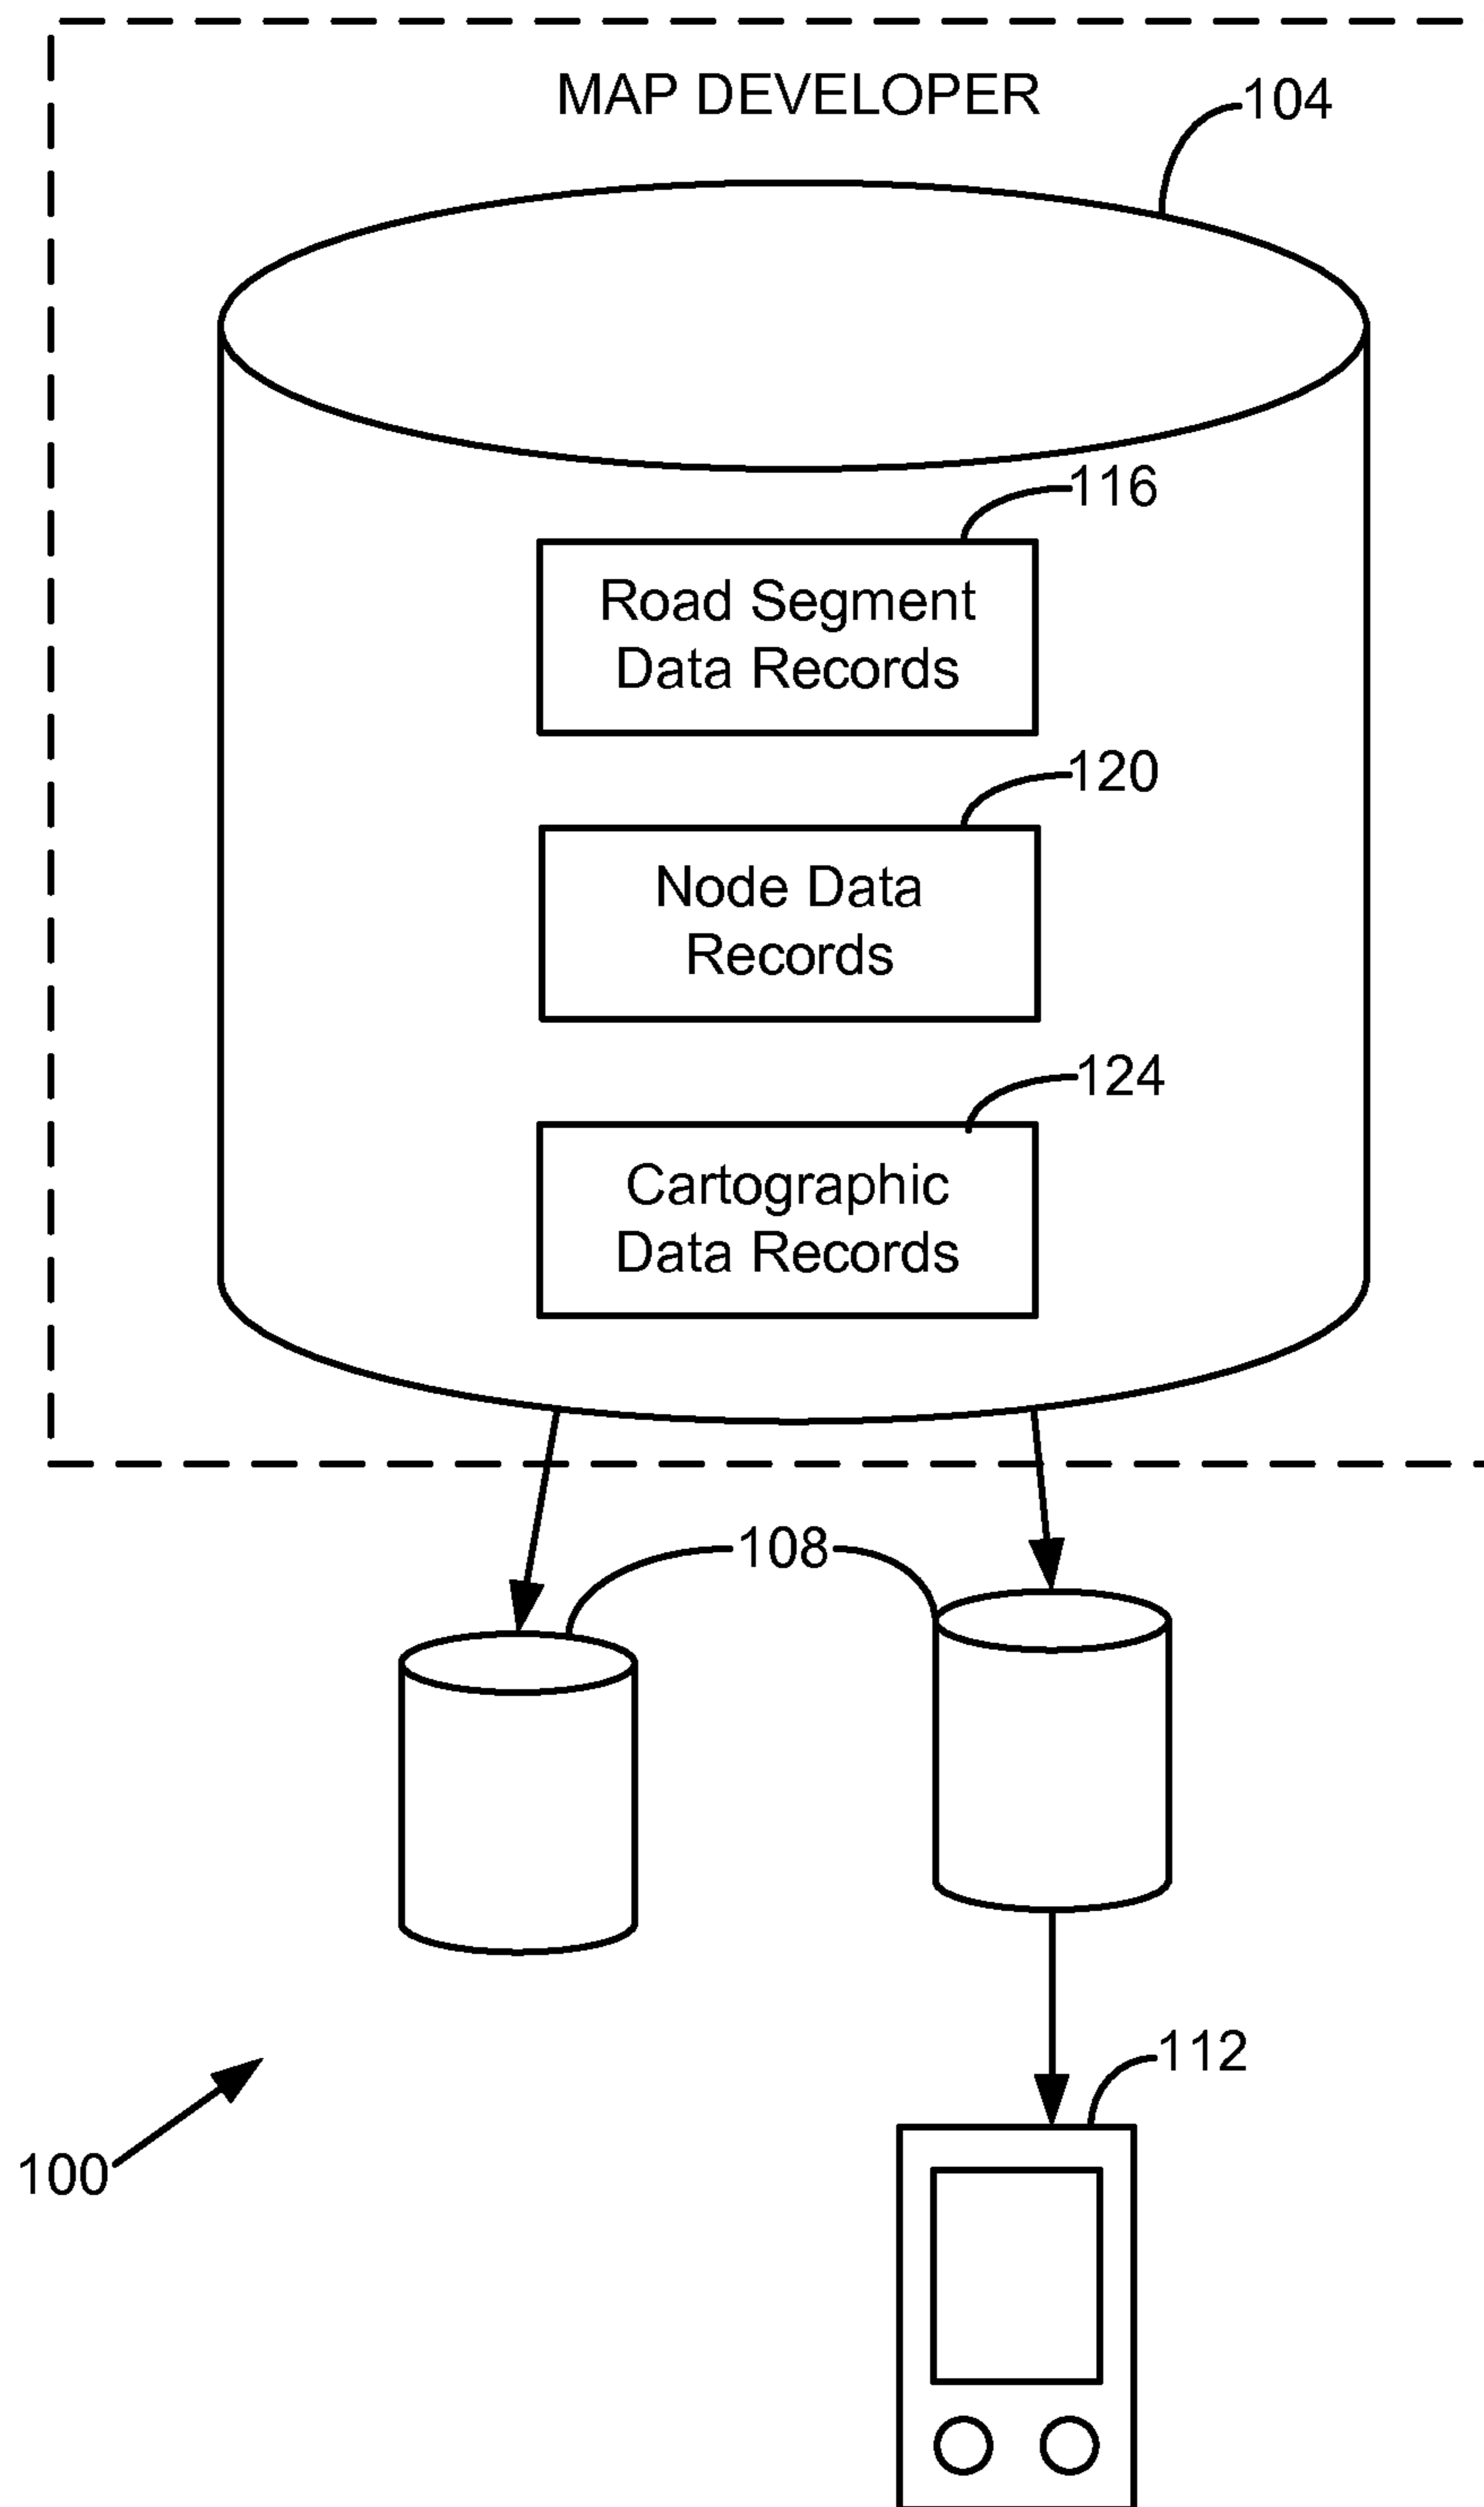 MAP DEVELOPER
104
116
Road Segment
Data Records
120
Node Data
Records
124
Cartographic
Data Records
108
112
100